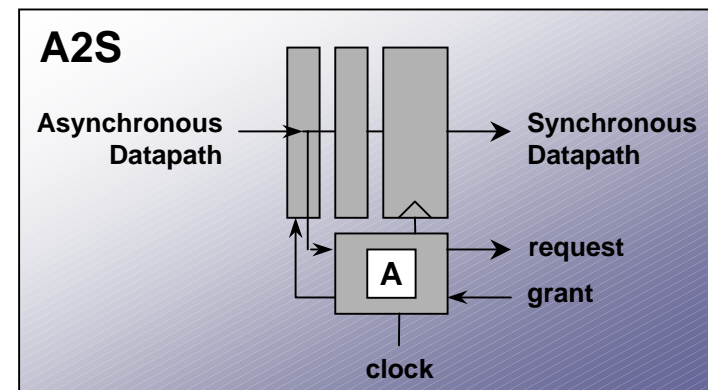 A2S
Asynchronous
Datapath
Synchronous
Datapath
request
A
grant
clock